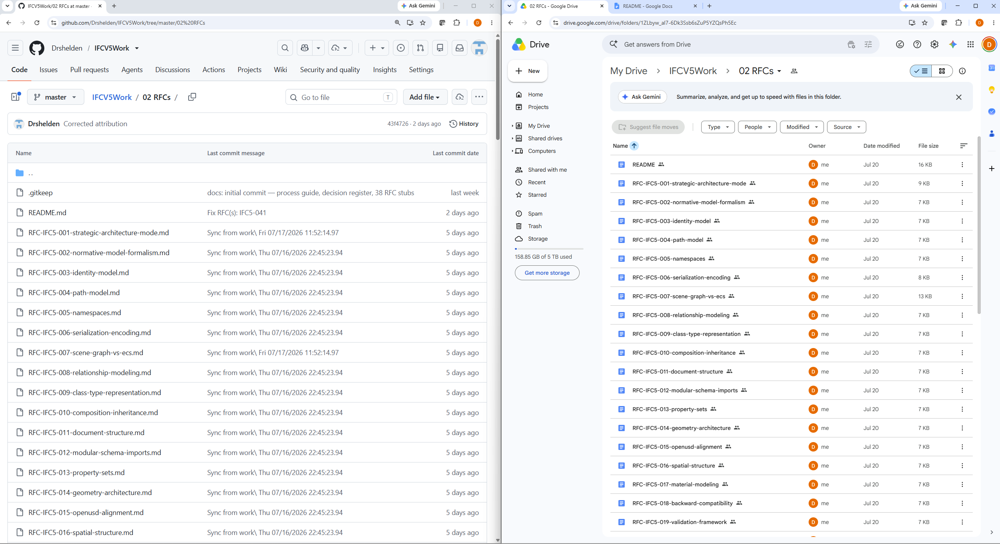 IFCV5Work/02 RFCs at master
Ask Gemini
github.com/Drshelden/IFCV5Work/tree/master/02%20RFCs
D
Drshelden / IFCV5Work
Code Issues Pull requests Agents Discussions Actions Projects Wiki Security and quality Insights Settings
master
IFCV5Work / 02 RFCs /
Go to file T
Add file
Drshelden Corrected attribution 43f4726 · 2 days ago History
Name Last commit message Last commit date
..
.gitkeep docs: initial commit — process guide, decision register, 38 RFC stubs last week
README.md Fix RFC(s): IFC5-041 2 days ago
RFC-IFC5-001-strategic-architecture-mode.md Sync from work\ Fri 07/17/2026 11:52:14.97 5 days ago
RFC-IFC5-002-normative-model-formalism.md Sync from work\ Thu 07/16/2026 22:45:23.94 5 days ago
RFC-IFC5-003-identity-model.md Sync from work\ Thu 07/16/2026 22:45:23.94 5 days ago
RFC-IFC5-004-path-model.md Sync from work\ Thu 07/16/2026 22:45:23.94 5 days ago
RFC-IFC5-005-namespaces.md Sync from work\ Thu 07/16/2026 22:45:23.94 5 days ago
RFC-IFC5-006-serialization-encoding.md Sync from work\ Thu 07/16/2026 22:45:23.94 5 days ago
RFC-IFC5-007-scene-graph-vs-ecs.md Sync from work\ Fri 07/17/2026 11:52:14.97 5 days ago
RFC-IFC5-008-relationship-modeling.md Sync from work\ Thu 07/16/2026 22:45:23.94 5 days ago
RFC-IFC5-009-class-type-representation.md Sync from work\ Thu 07/16/2026 22:45:23.94 5 days ago
RFC-IFC5-010-composition-inheritance.md Sync from work\ Thu 07/16/2026 22:45:23.94 5 days ago
RFC-IFC5-011-document-structure.md Sync from work\ Thu 07/16/2026 22:45:23.94 5 days ago
RFC-IFC5-012-modular-schema-imports.md Sync from work\ Thu 07/16/2026 22:45:23.94 5 days ago
RFC-IFC5-013-property-sets.md Sync from work\ Thu 07/16/2026 22:45:23.94 5 days ago
RFC-IFC5-014-geometry-architecture.md Sync from work\ Thu 07/16/2026 22:45:23.94 5 days ago
RFC-IFC5-015-openusd-alignment.md Sync from work\ Thu 07/16/2026 22:45:23.94 5 days ago
RFC-IFC5-016-spatial-structure.md Sync from work\ Thu 07/16/2026 22:45:23.94 5 days ago
02 RFCs - Google Drive
README - Google Docs
Ask Gemini
drive.google.com/drive/folders/1ZLbyw_al7-6Dk3Ssb6sZuP5YZQsPh5Ec
D
Drive
Get answers from Drive
D
New
Home
Projects
My Drive
Shared drives
Computers
Shared with me
Recent
Starred
Spam
Trash
Storage
158.85 GB of 5 TB used
Get more storage
My Drive > IFCV5Work > 02 RFCs
Ask Gemini Summarize, analyze, and get up to speed with files in this folder.
Suggest file moves Type People Modified Source
Name Owner Date modified File size
README D me Jul 20 16 KB
RFC-IFC5-001-strategic-architecture-mode D me Jul 20 9 KB
RFC-IFC5-002-normative-model-formalism D me Jul 20 7 KB
RFC-IFC5-003-identity-model D me Jul 20 7 KB
RFC-IFC5-004-path-model D me Jul 20 7 KB
RFC-IFC5-005-namespaces D me Jul 20 7 KB
RFC-IFC5-006-serialization-encoding D me Jul 20 8 KB
RFC-IFC5-007-scene-graph-vs-ecs D me Jul 20 13 KB
RFC-IFC5-008-relationship-modeling D me Jul 20 7 KB
RFC-IFC5-009-class-type-representation D me Jul 20 7 KB
RFC-IFC5-010-composition-inheritance D me Jul 20 7 KB
RFC-IFC5-011-document-structure D me Jul 20 7 KB
RFC-IFC5-012-modular-schema-imports D me Jul 20 7 KB
RFC-IFC5-013-property-sets D me Jul 20 7 KB
RFC-IFC5-014-geometry-architecture D me Jul 20 7 KB
RFC-IFC5-015-openusd-alignment D me Jul 20 7 KB
RFC-IFC5-016-spatial-structure D me Jul 20 7 KB
RFC-IFC5-017-material-modeling D me Jul 20 7 KB
RFC-IFC5-018-backward-compatibility D me Jul 20 7 KB
RFC-IFC5-019-validation-framework D me Jul 20 7 KB
31